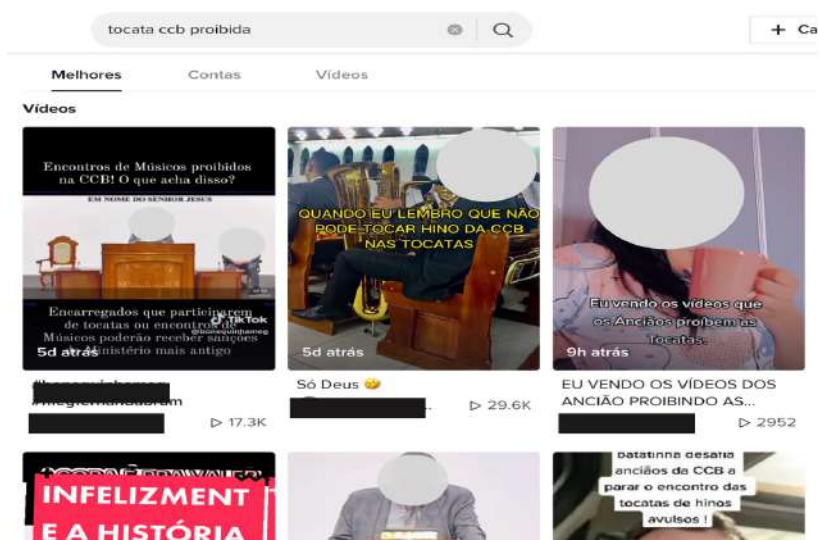 tocata ccb proibida
+ Ca
Melhores Contas Vídeos
Vídeos
Encontros de Músicos proibidos
na CCB! O que acha disso?
EM NOME DO SENHOR JESUS
Encarregados que participarem
de tocatas ou encontros de
Músicos poderão receber sanções
Ministério mais antigo
TikTok
@bonequinhameg
5d atrás
17.3K
QUANDO EU LEMBRO QUE NÃO
PODE TOCAR HINO DA CCB
NAS TOCATAS
5d atrás
Só Deus 🤣
29.6K
Eu vendo os vídeos que
os Anciãos proíbem as
Tocatas.
9h atrás
EU VENDO OS VÍDEOS DOS
ANCIÃO PROIBINDO AS...
2952
INFELIZMENT
E A HISTÓRIA
batatinha desafia
anciãos da CCB a
parar o encontro das
tocatas de hinos
avulsos !